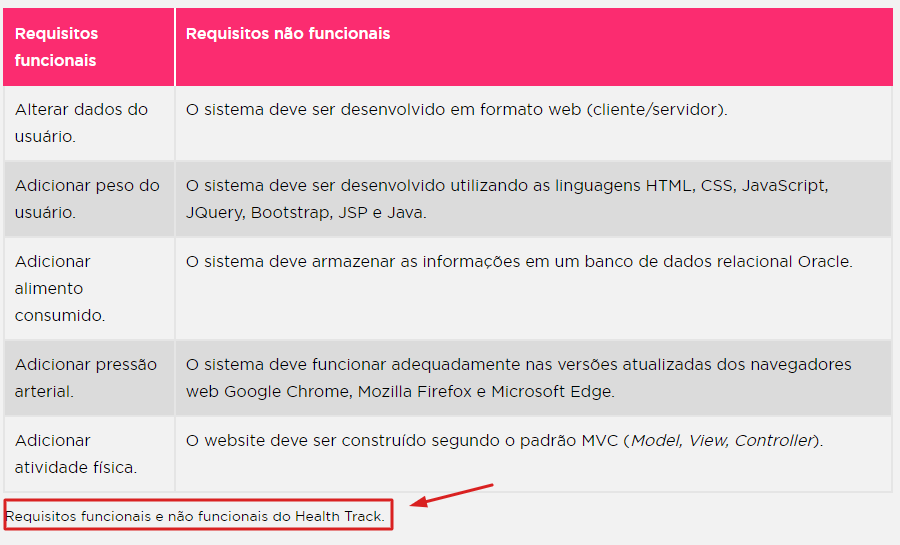 Requisitos
funcionais
Requisitos não funcionais
Alterar dados do
usuário.
O sistema deve ser desenvolvido em formato web (cliente/servidor).
Adicionar peso do
usuário.
O sistema deve ser desenvolvido utilizando as linguagens HTML, CSS, JavaScript,
JQuery, Bootstrap, JSP e Java.
Adicionar
alimento
consumido.
O sistema deve armazenar as informações em um banco de dados relacional Oracle.
Adicionar pressão
arterial.
O sistema deve funcionar adequadamente nas versões atualizadas dos navegadores
web Google Chrome, Mozilla Firefox e Microsoft Edge.
Adicionar
atividade física.
O website deve ser construído segundo o padrão MVC (Model, View, Controller).
Requisitos funcionais e não funcionais do Health Track.